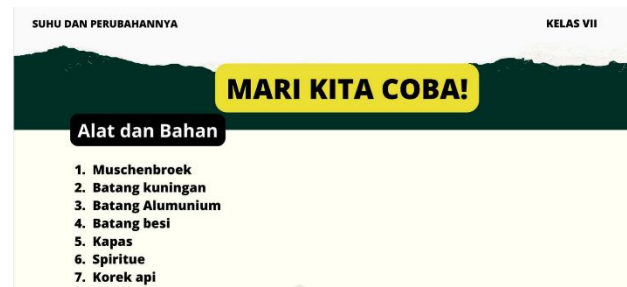 SUHU DAN PERUBAHANNYA
KELAS VII
MARI KITA COBA!
Alat dan Bahan
1. Muschenbroek
2. Batang kuningan
3. Batang Alumunium
4. Batang besi
5. Kapas
6. Spiritue
7. Korek api